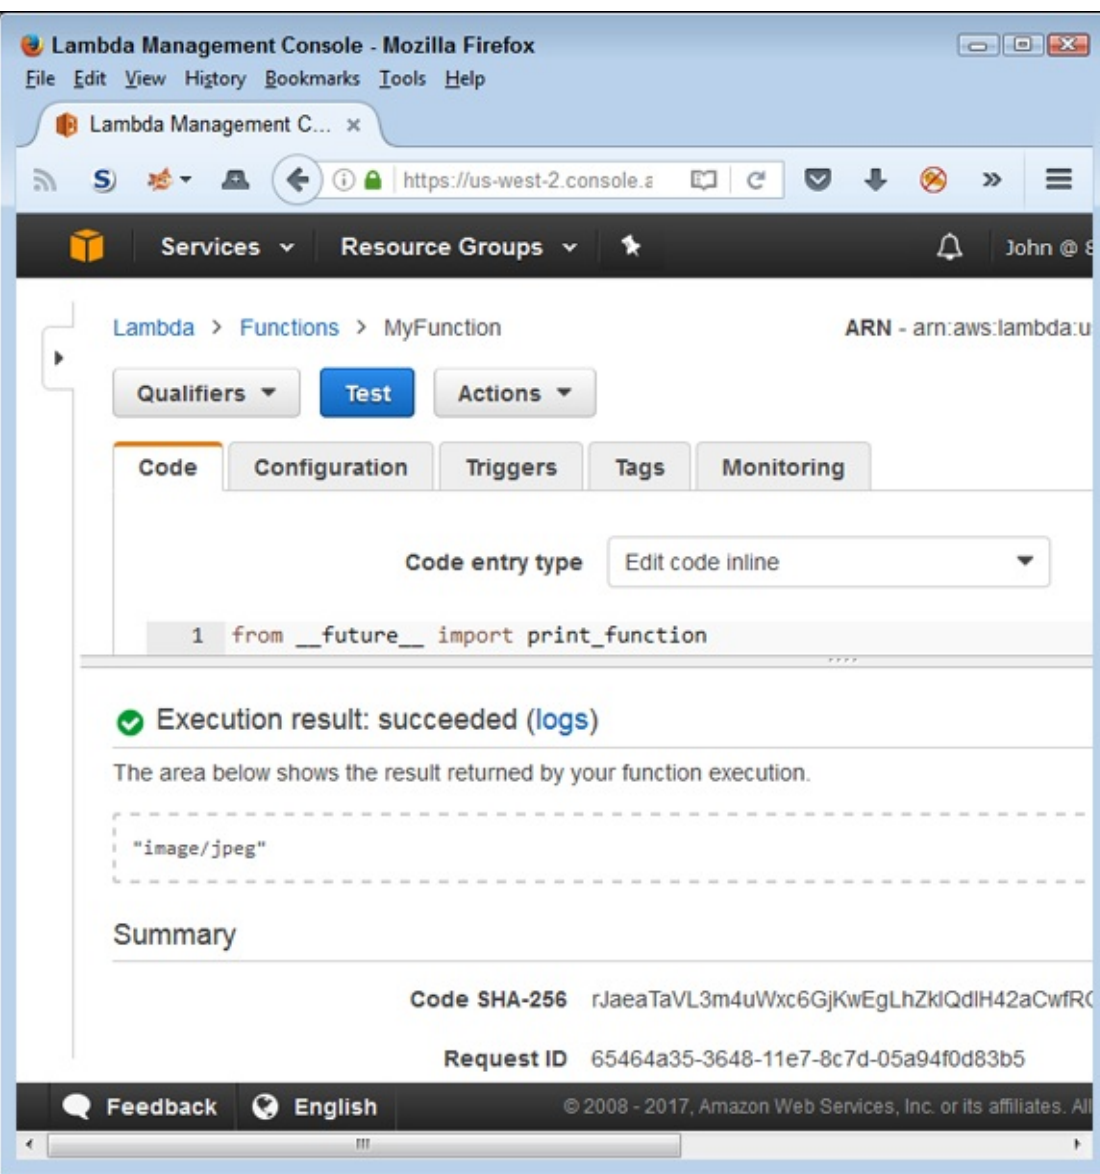 Lambda Management Console - Mozilla Firefox
File Edit View History Bookmarks Tools Help
Lambda Management C... ×
S https://us-west-2.console.a
Services Resource Groups John @ 8
Lambda > Functions > MyFunction ARN - arn:aws:lambda:u
Qualifiers Test Actions
Code Configuration Triggers Tags Monitoring
Code entry type Edit code inline
1 from __future__ import print_function
Execution result: succeeded (logs)
The area below shows the result returned by your function execution.
"image/jpeg"
Summary
Code SHA-256 rJaeaTaVL3m4uWxc6GjKwEgLhZklQdlH42aCwfRC
Request ID 65464a35-3648-11e7-8c7d-05a94f0d83b5
Feedback English © 2008 - 2017, Amazon Web Services, Inc. or its affiliates. All